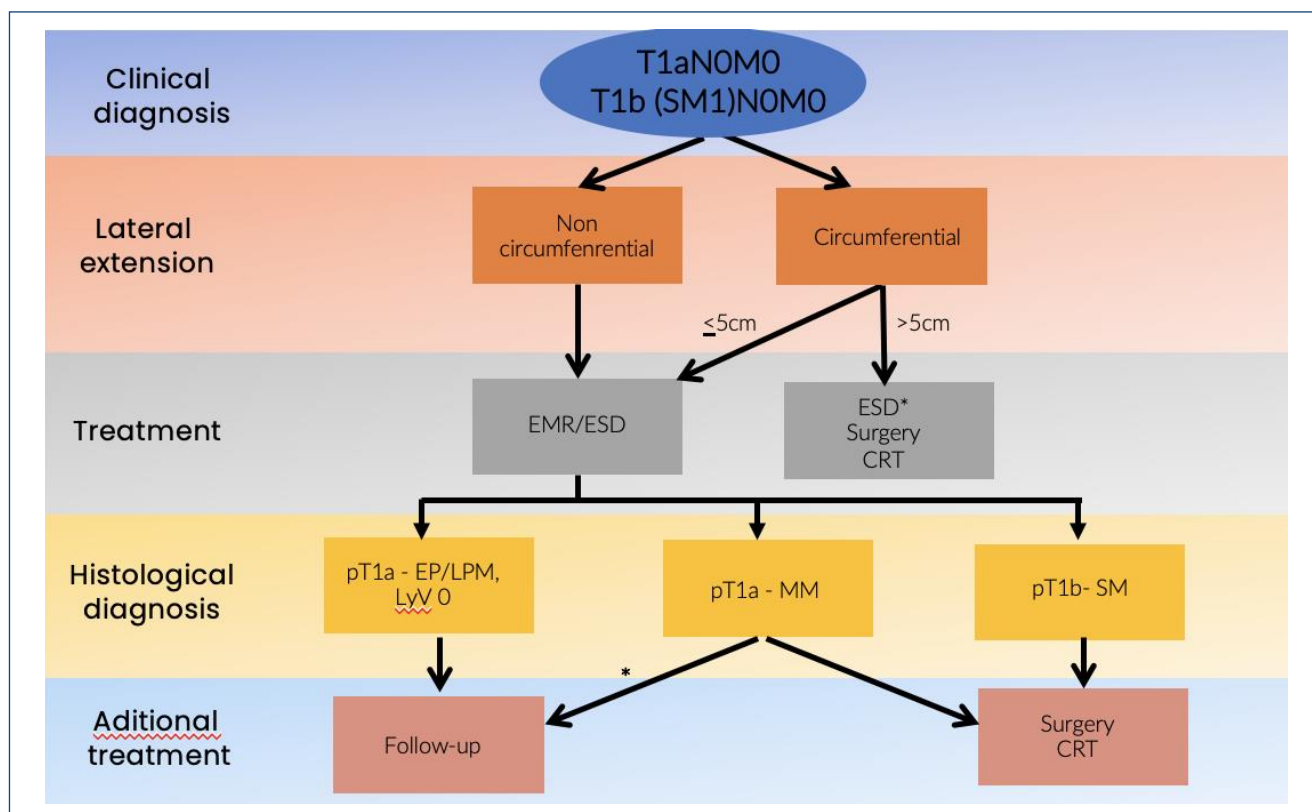 Clinical
diagnosis
T1aN0M0
T1b (SM1)N0M0
Lateral
extension
Non
circumfenrential
Circumferential
<5cm
>5cm
Treatment
EMR/ESD
ESD*
Surgery
CRT
Histological
diagnosis
pT1a - EP/LPM,
LyV 0
pT1a - MM
pT1b- SM
*
Aditional
treatment
Follow-up
Surgery
CRT